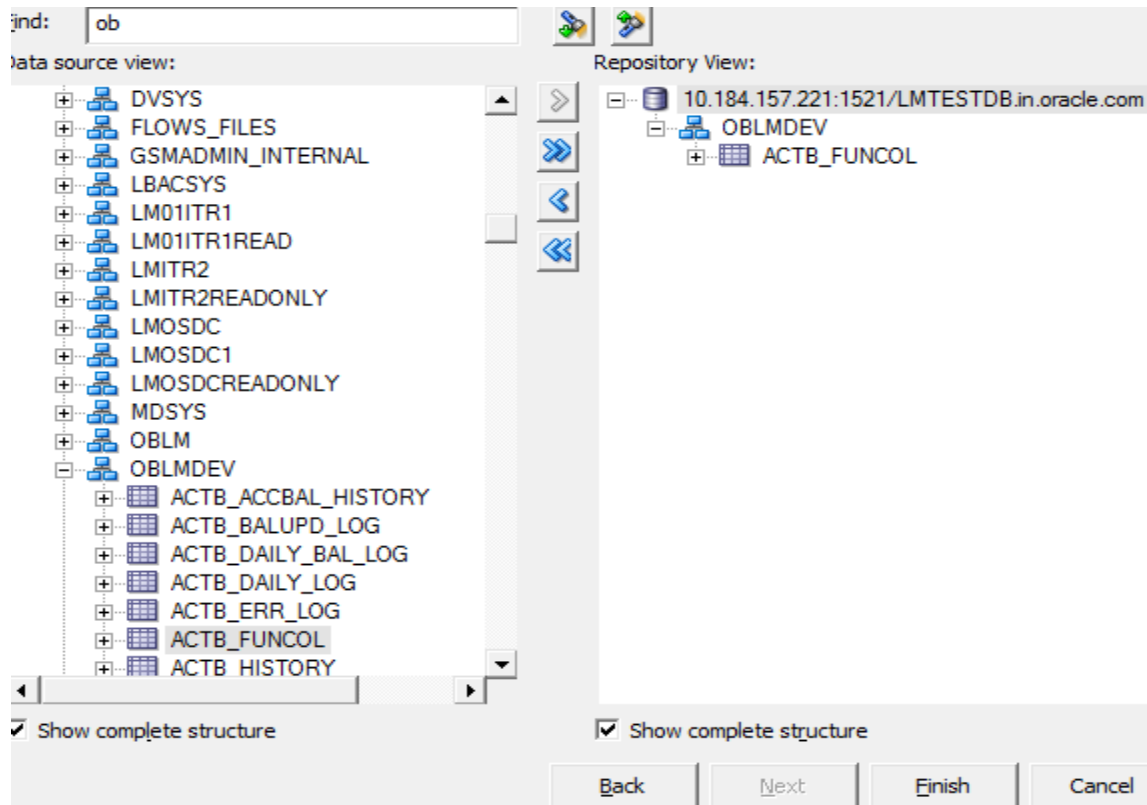 Find:
ob
Data source view:
Repository View:
DVSYS
FLOWS_FILES
GSMADMIN_INTERNAL
LBACSYS
LM01ITR1
LM01ITR1READ
LMITR2
LMITR2READONLY
LMOSDC
LMOSDC1
LMOSDCREADONLY
MDSYS
OBLM
OBLMDEV
ACTB_ACCBAL_HISTORY
ACTB_BALUPD_LOG
ACTB_DAILY_BAL_LOG
ACTB_DAILY_LOG
ACTB_ERR_LOG
ACTB_FUNCOL
ACTB_HISTORY
10.184.157.221:1521/LMTESTDB.in.oracle.com
OBLMDEV
ACTB_FUNCOL
Show complete structure
Show complete structure
Back
Next
Finish
Cancel